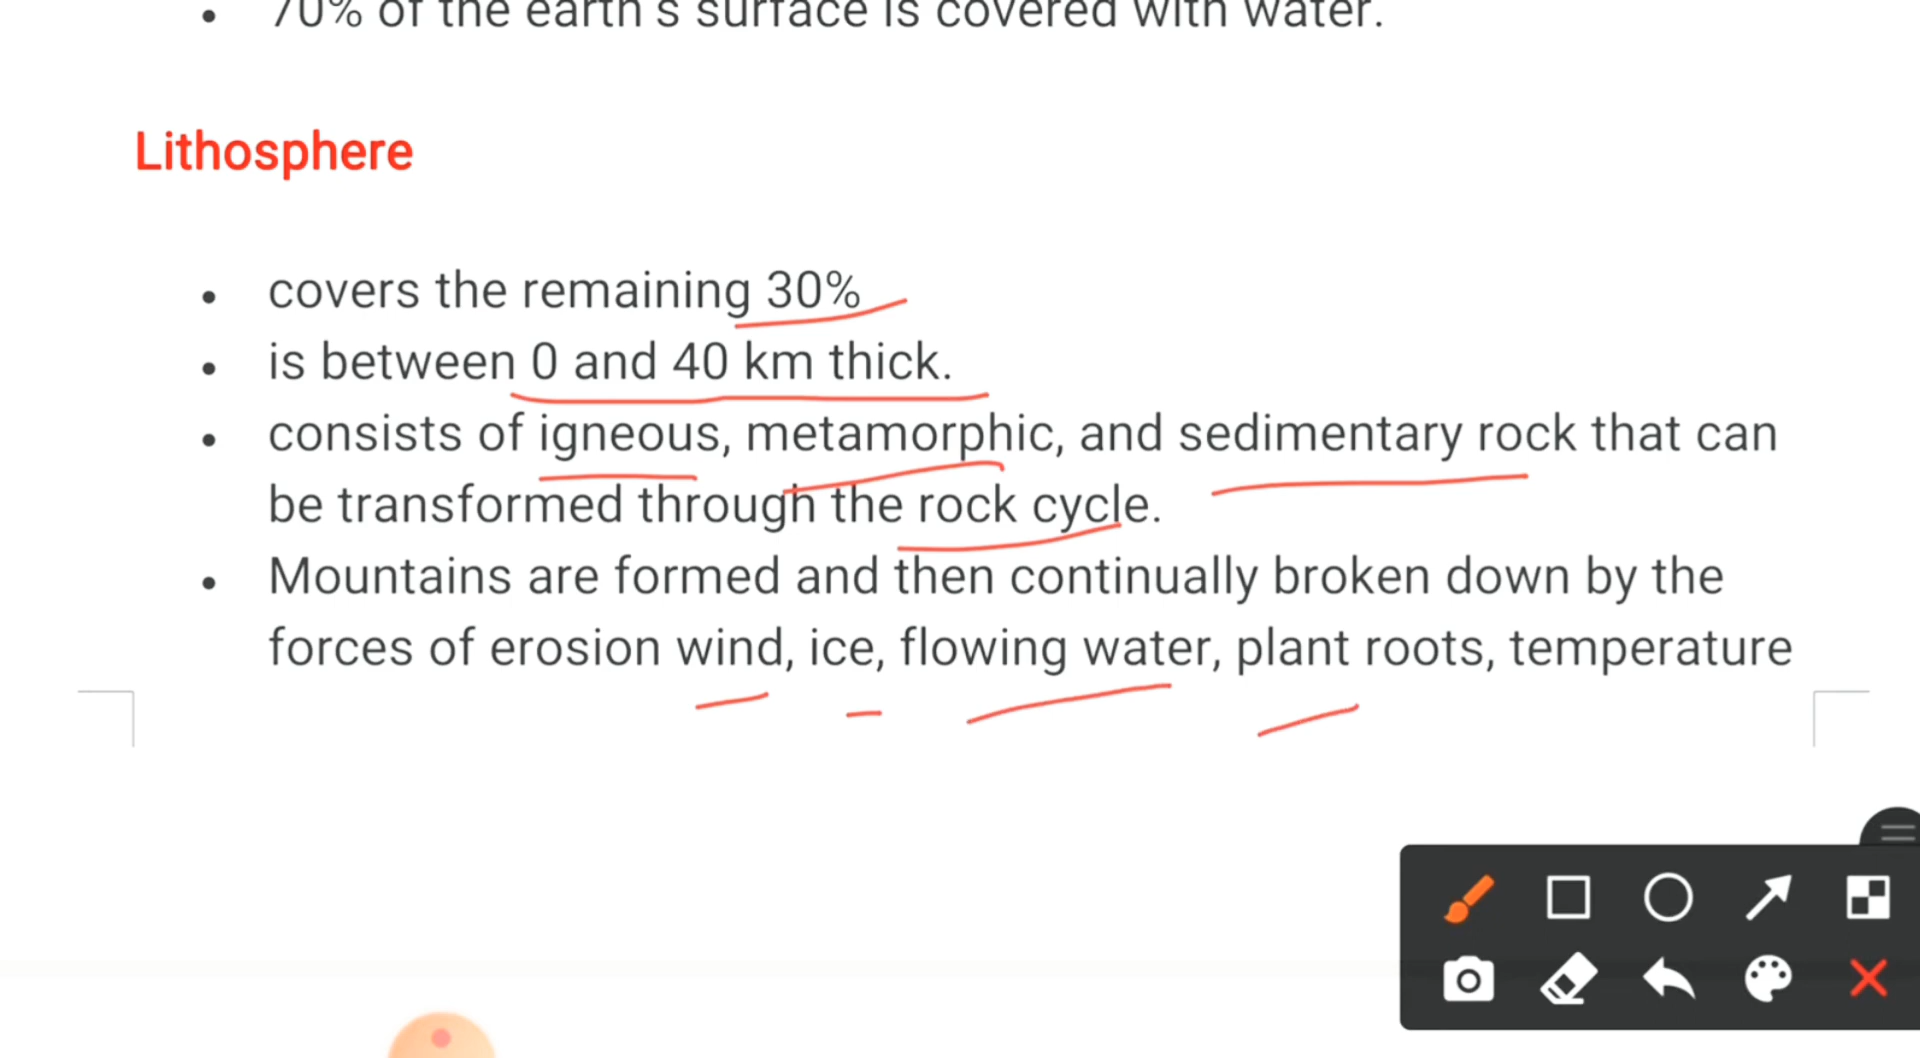 • 70% of the earth's surface is covered with water.
Lithosphere
• covers the remaining 30%
• is between 0 and 40 km thick.
• consists of igneous, metamorphic, and sedimentary rock that can
be transformed through the rock cycle.
• Mountains are formed and then continually broken down by the
forces of erosion wind, ice, flowing water, plant roots, temperature